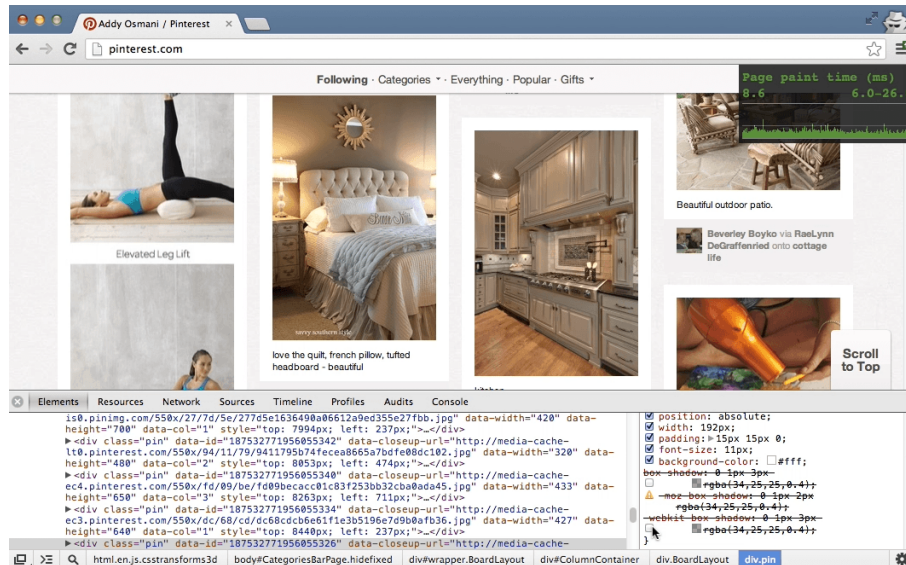 Addy Osmani / Pinterest
pinterest.com
Following · Categories · Everything · Popular · Gifts
Page paint time (ms)
8.6 6.0-26.
Elevated Leg Lift
savvy southern style
love the quilt, french pillow, tufted
headboard - beautiful
Beautiful outdoor patio.
Beverley Boyko via RaeLynn
DeGraffenried onto cottage
life
Scroll
to Top
Elements Resources Network Sources Timeline Profiles Audits Console
is0.pinimg.com/550x/27/7d/5e/277d5e1636490a06612a9ed355e27fbb.jpg" data-width="420" data-
height="700" data-col="1" style="top: 7994px; left: 237px;">…</div>
▶<div class="pin" data-id="187532771956055342" data-closeup-url="http://media-cache-
lt0.pinterest.com/550x/94/11/79/9411795b74fecea8665a7bdfe08dc102.jpg" data-width="320" data-
height="480" data-col="2" style="top: 8053px; left: 474px;">…</div>
▶<div class="pin" data-id="187532771956055340" data-closeup-url="http://media-cache-
ec4.pinterest.com/550x/fd/09/be/fd09becacc01c83f253bb32cba0ada45.jpg" data-width="433" data-
height="650" data-col="3" style="top: 8263px; left: 711px;">…</div>
▶<div class="pin" data-id="187532771956055334" data-closeup-url="http://media-cache-
ec3.pinterest.com/550x/dc/68/cd/dc68cdcb6e61f1e3b5196e7d9b0afb36.jpg" data-width="427" data-
height="640" data-col="1" style="top: 8440px; left: 237px;">…</div>
▶<div class="pin" data-id="187532771956055326" data-closeup-url="http://media-cache-
position: absolute;
width: 192px;
padding:▶15px 15px 0;
font-size: 11px;
background-color: #fff;
box-shadow: 0 1px 3px
rgba(34,25,25,0.4);
-moz-box-shadow: 0 1px 2px
rgba(34,25,25,0.4);
-webkit-box-shadow: 0 1px 3px
rgba(34,25,25,0.4);
}
html.en.js.csstransforms3d body#CategoriesBarPage.hidefixed div#wrapper.BoardLayout div#ColumnContainer div.BoardLayout div.pin